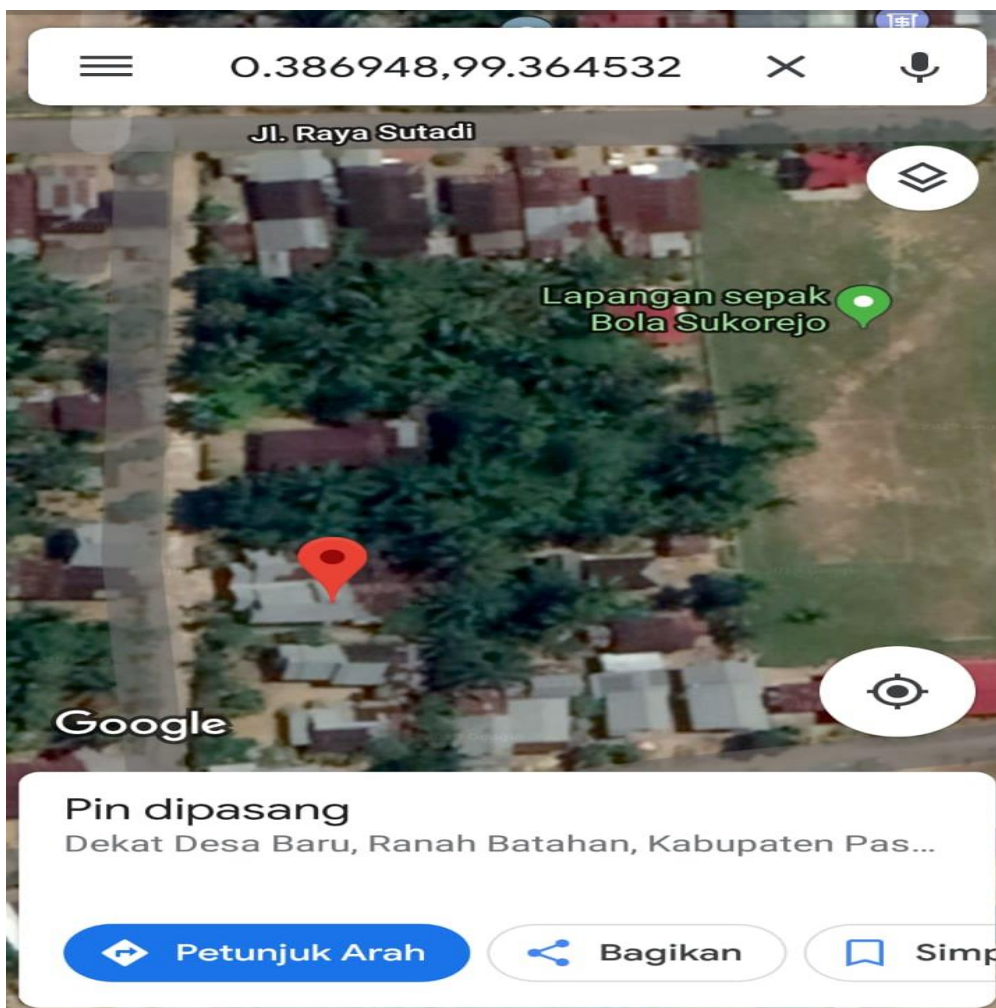 0.386948,99.364532
Jl. Raya Sutadi
Lapangan sepak
Bola Sukorejo
Google
Pin dipasang
Dekat Desa Baru, Ranah Batahan, Kabupaten Pas...
Petunjuk Arah
Bagikan
Simp